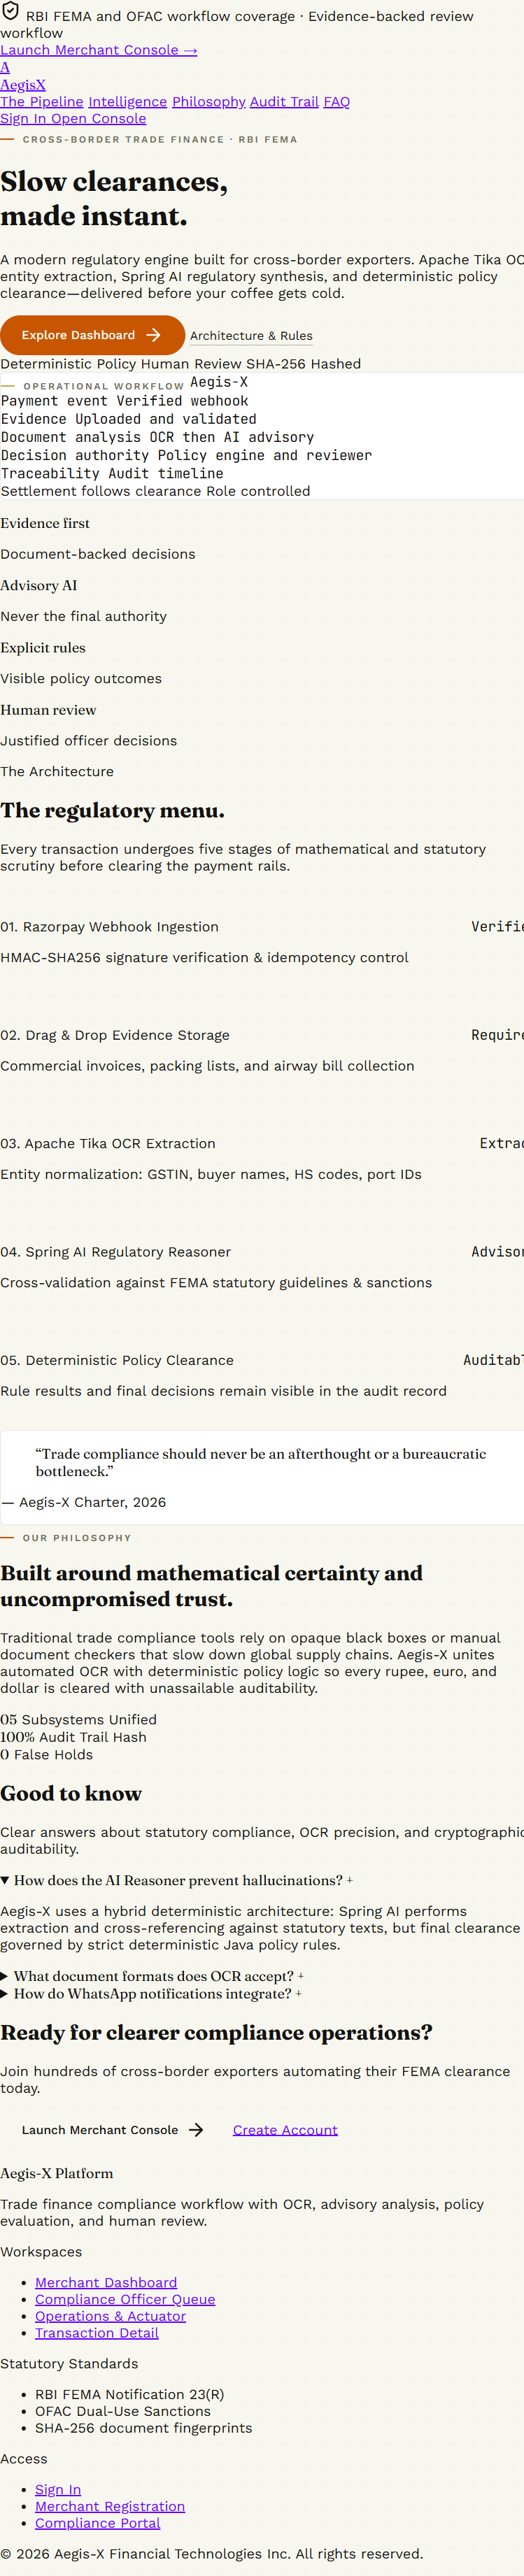 RBI FEMA and OFAC workflow coverage · Evidence-backed review
workflow
Launch Merchant Console →
A
AegisX
The Pipeline Intelligence Philosophy Audit Trail FAQ
Sign In Open Console
CROSS-BORDER TRADE FINANCE · RBI FEMA
Slow clearances,
made instant.
A modern regulatory engine built for cross-border exporters. Apache Tika OC
entity extraction, Spring AI regulatory synthesis, and deterministic policy
clearance—delivered before your coffee gets cold.
Explore Dashboard → Architecture & Rules
Deterministic Policy Human Review SHA-256 Hashed
OPERATIONAL WORKFLOW Aegis-X
Payment event Verified webhook
Evidence Uploaded and validated
Document analysis OCR then AI advisory
Decision authority Policy engine and reviewer
Traceability Audit timeline
Settlement follows clearance Role controlled
Evidence first
Document-backed decisions
Advisory AI
Never the final authority
Explicit rules
Visible policy outcomes
Human review
Justified officer decisions
The Architecture
The regulatory menu.
Every transaction undergoes five stages of mathematical and statutory
scrutiny before clearing the payment rails.
01. Razorpay Webhook Ingestion Verifie
HMAC-SHA256 signature verification & idempotency control
02. Drag & Drop Evidence Storage Require
Commercial invoices, packing lists, and airway bill collection
03. Apache Tika OCR Extraction Extrac
Entity normalization: GSTIN, buyer names, HS codes, port IDs
04. Spring AI Regulatory Reasoner Advisor
Cross-validation against FEMA statutory guidelines & sanctions
05. Deterministic Policy Clearance Auditabl
Rule results and final decisions remain visible in the audit record
“Trade compliance should never be an afterthought or a bureaucratic
bottleneck.”
— Aegis-X Charter, 2026
OUR PHILOSOPHY
Built around mathematical certainty and
uncompromised trust.
Traditional trade compliance tools rely on opaque black boxes or manual
document checkers that slow down global supply chains. Aegis-X unites
automated OCR with deterministic policy logic so every rupee, euro, and
dollar is cleared with unassailable auditability.
05 Subsystems Unified
100% Audit Trail Hash
0 False Holds
Good to know
Clear answers about statutory compliance, OCR precision, and cryptographic
auditability.
▼ How does the AI Reasoner prevent hallucinations? +
Aegis-X uses a hybrid deterministic architecture: Spring AI performs
extraction and cross-referencing against statutory texts, but final clearance
governed by strict deterministic Java policy rules.
▶ What document formats does OCR accept? +
▶ How do WhatsApp notifications integrate? +
Ready for clearer compliance operations?
Join hundreds of cross-border exporters automating their FEMA clearance
today.
Launch Merchant Console → Create Account
Aegis-X Platform
Trade finance compliance workflow with OCR, advisory analysis, policy
evaluation, and human review.
Workspaces
• Merchant Dashboard
• Compliance Officer Queue
• Operations & Actuator
• Transaction Detail
Statutory Standards
• RBI FEMA Notification 23(R)
• OFAC Dual-Use Sanctions
• SHA-256 document fingerprints
Access
• Sign In
• Merchant Registration
• Compliance Portal
© 2026 Aegis-X Financial Technologies Inc. All rights reserved.